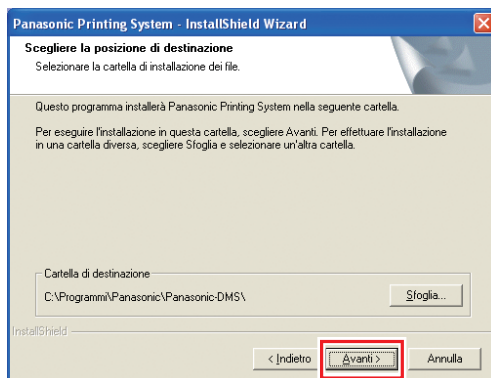 Panasonic Printing System - InstallShield Wizard
Scegliere la posizione di destinazione
Selezionare la cartella di installazione dei file.
Questo programma installerà Panasonic Printing System nella seguente cartella.
Per eseguire l'installazione in questa cartella, scegliere Avanti. Per effettuare l'installazione
in una cartella diversa, scegliere Sfoglia e selezionare un'altra cartella.
Cartella di destinazione
C:\Programmi\Panasonic\Panasonic-DMS\
Sfoglia...
InstallShield
< Indietro
Avanti >
Annulla